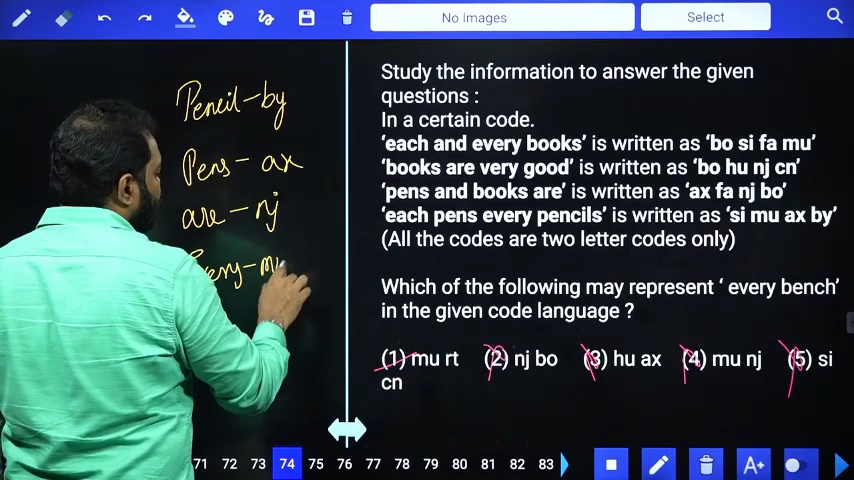 No Images
Select
Pencil-by
Pens-ax
are-nj
Every-mu
Study the information to answer the given
questions :
In a certain code.
‘each and every books’ is written as ‘bo si fa mu’
‘books are very good’ is written as ‘bo hu nj cn’
‘pens and books are’ is written as ‘ax fa nj bo’
‘each pens every pencils’ is written as ‘si mu ax by’
(All the codes are two letter codes only)
Which of the following may represent ‘ every bench’
in the given code language ?
(1) mu rt (2) nj bo (3) hu ax (4) mu nj (5) si
cn
71 72 73 74 75 76 77 78 79 80 81 82 83
A+